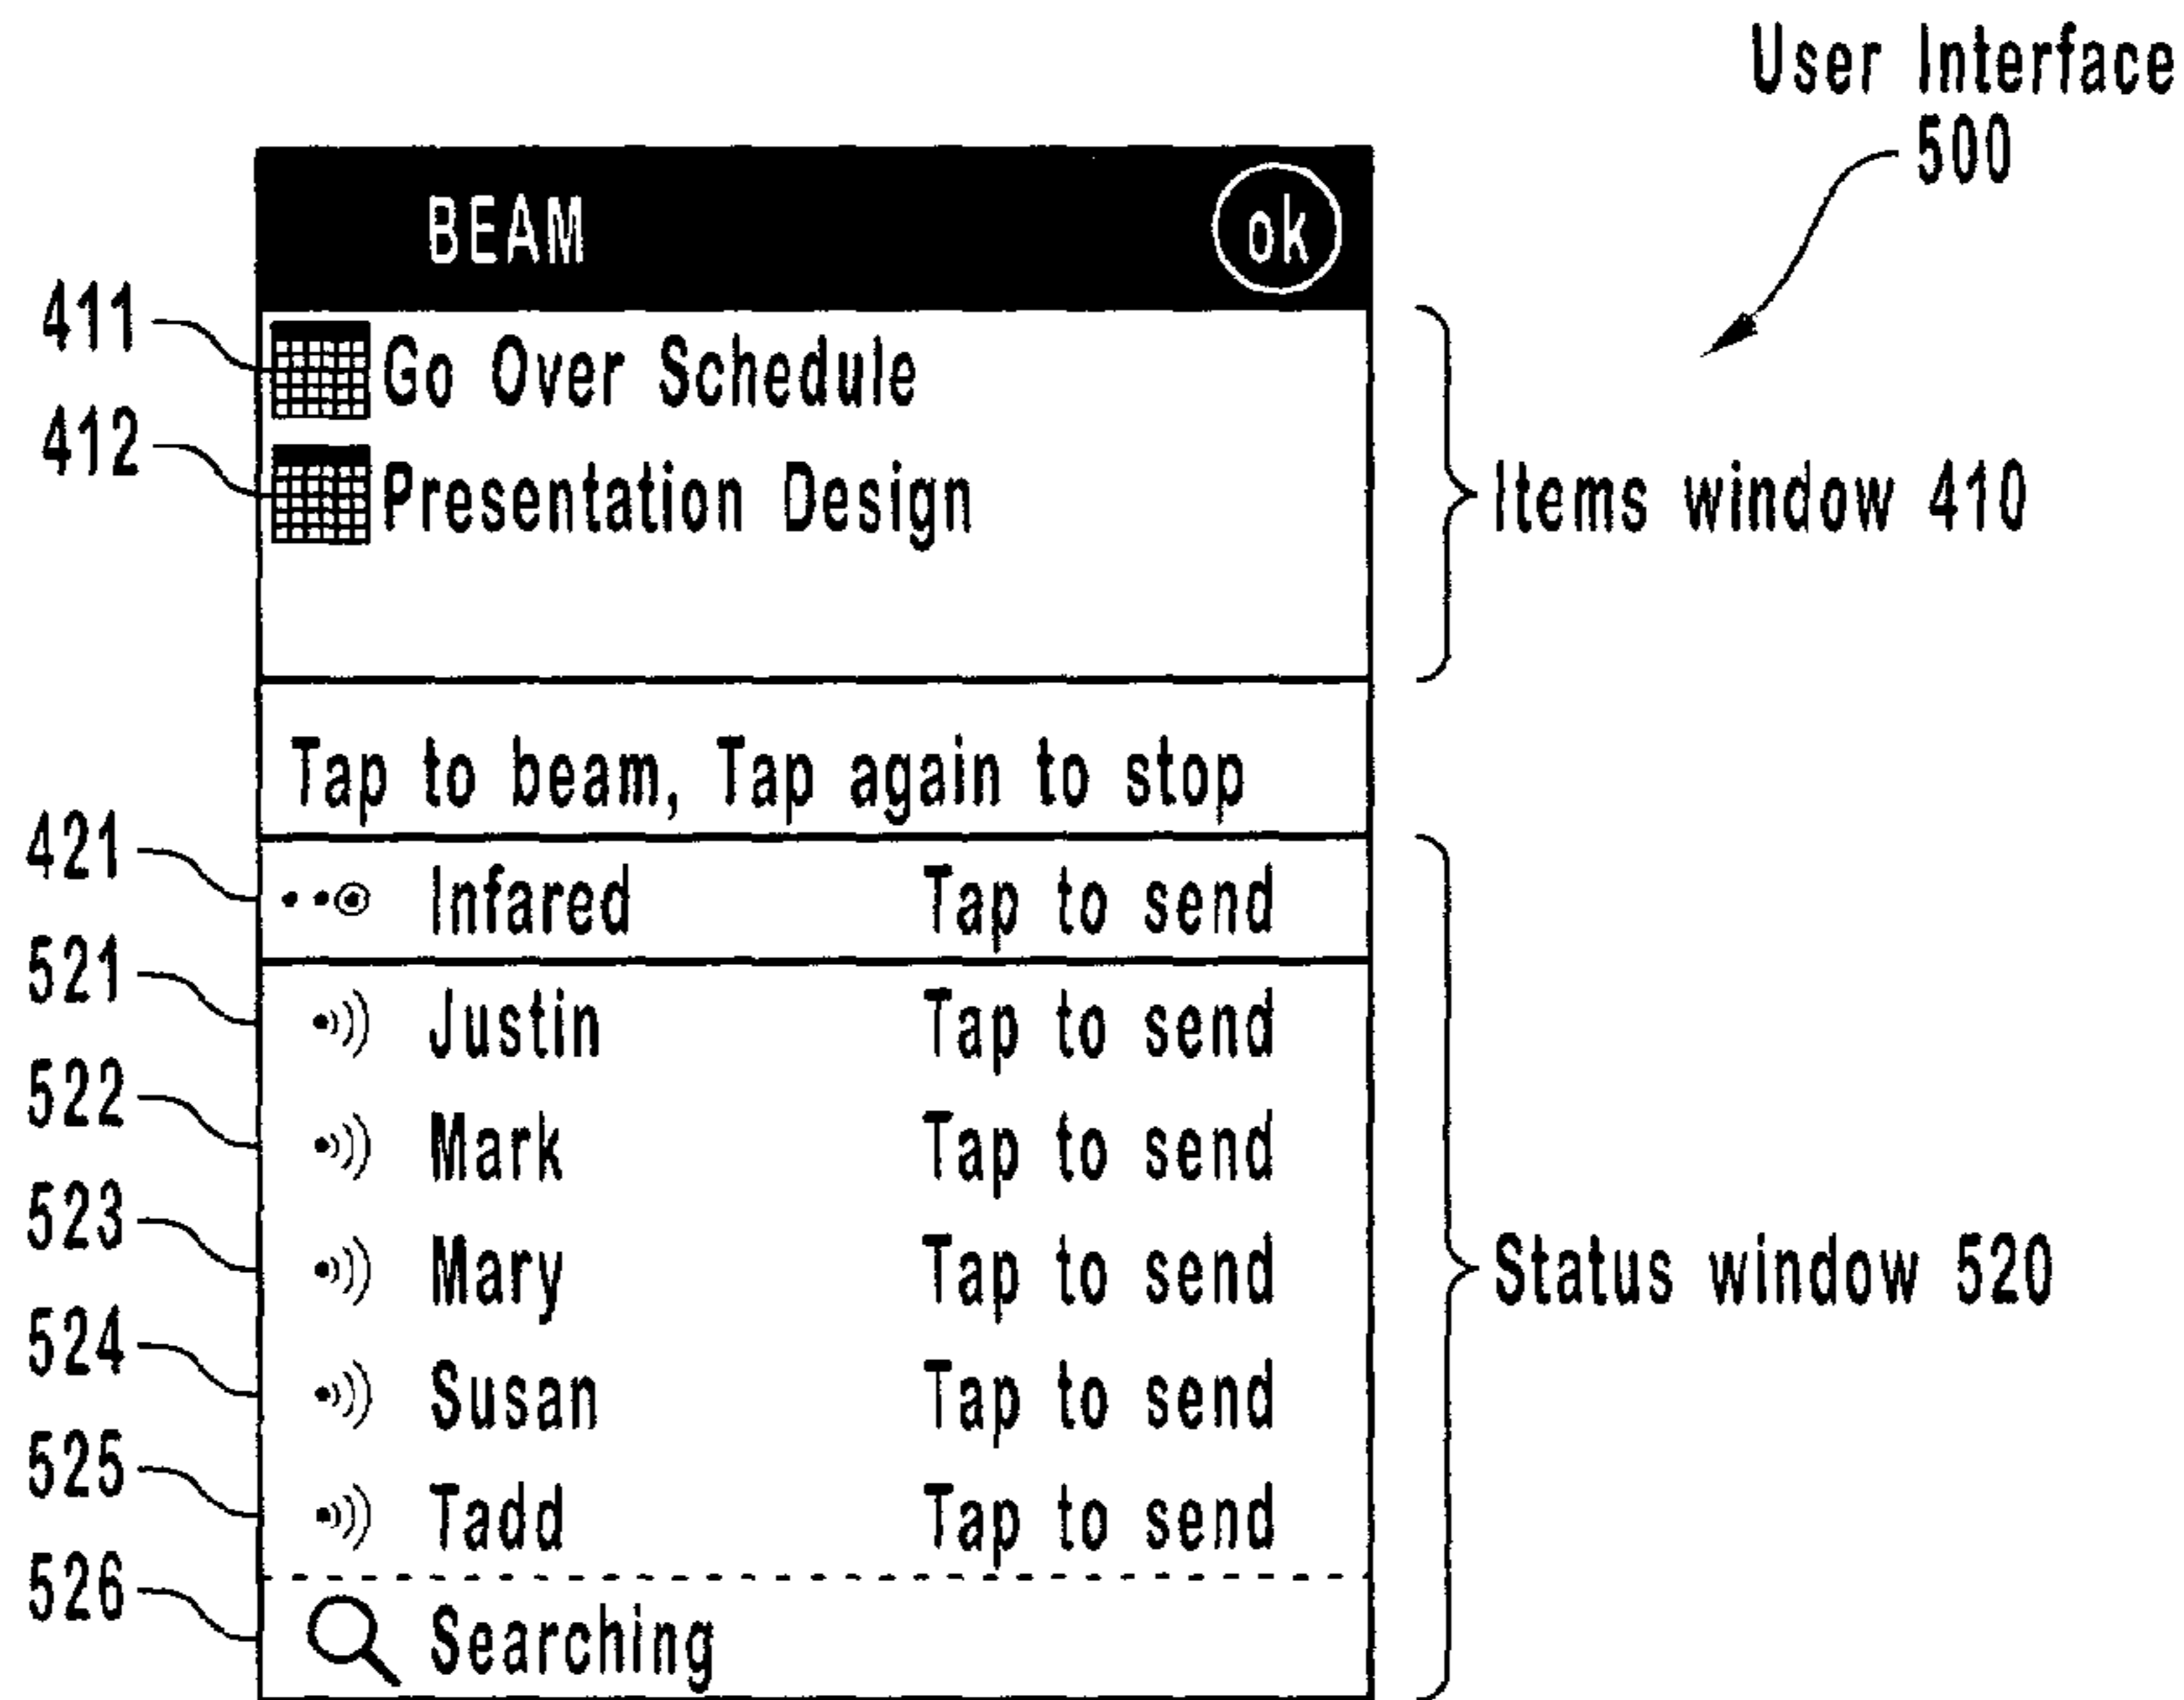 User Interface
500
BEAM ok
411
Go Over Schedule
412
Presentation Design
Items window 410
Tap to beam, Tap again to stop
421 Infared Tap to send
521 Justin Tap to send
522 Mark Tap to send
523 Mary Tap to send
Status window 520
524 Susan Tap to send
525 Tadd Tap to send
526 Searching